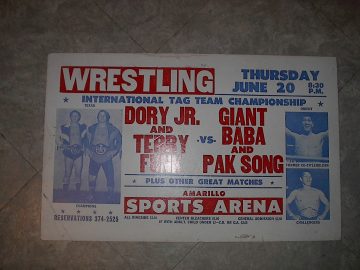 WRESTLING
THURSDAY
JUNE 20 8:30 P.M.
INTERNATIONAL TAG TEAM CHAMPIONSHIP
TEXAS
DORY JR.
AND
TERRY
-VS-
GIANT
BABA
AND
PAK SONG
PLUS OTHER GREAT MATCHES
CHAMPIONS
RESERVATIONS 374-2525
AMARILLO
SPORTS ARENA
CHALLENGERS